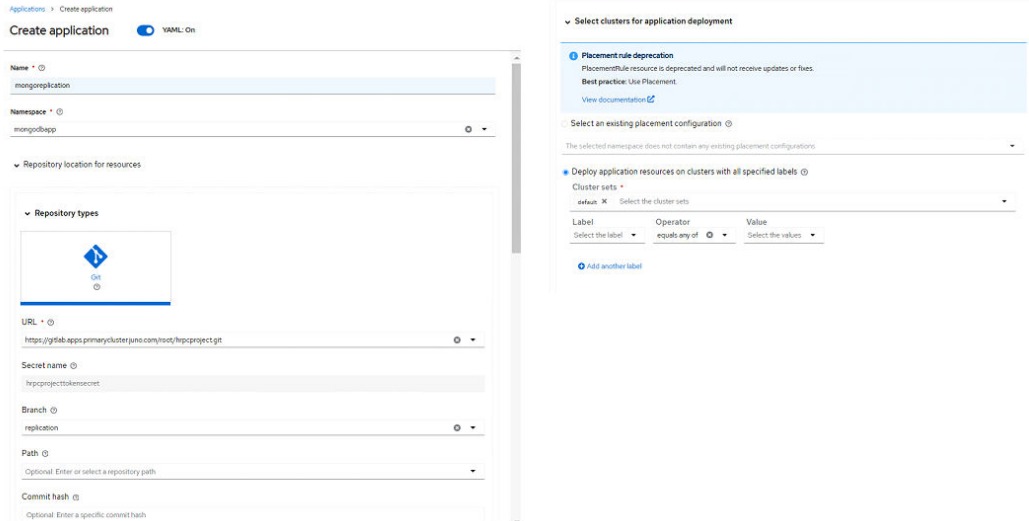 Applications > Create application
Create application
YAML: On
Name *
mongoreplication
Namespace *
mongodbapp
Repository location for resources
Repository types
Git
URL *
https://gitlab.apps.primarycluster.juno.com/root/hrpcproject.git
Secret name
hrpcprojecttokensecret
Branch
replication
Path
Optional: Enter or select a repository path
Commit hash
Optional: Enter a specific commit hash
Select clusters for application deployment
Placement rule deprecation
PlacementRule resource is deprecated and will not receive updates or fixes.
Best practice: Use Placement.
View documentation
Select an existing placement configuration
The selected namespace does not contain any existing placement configurations
Deploy application resources on clusters with all specified labels
Cluster sets *
default Select the cluster sets
Label Operator Value
Select the label equals any of Select the values
Add another label